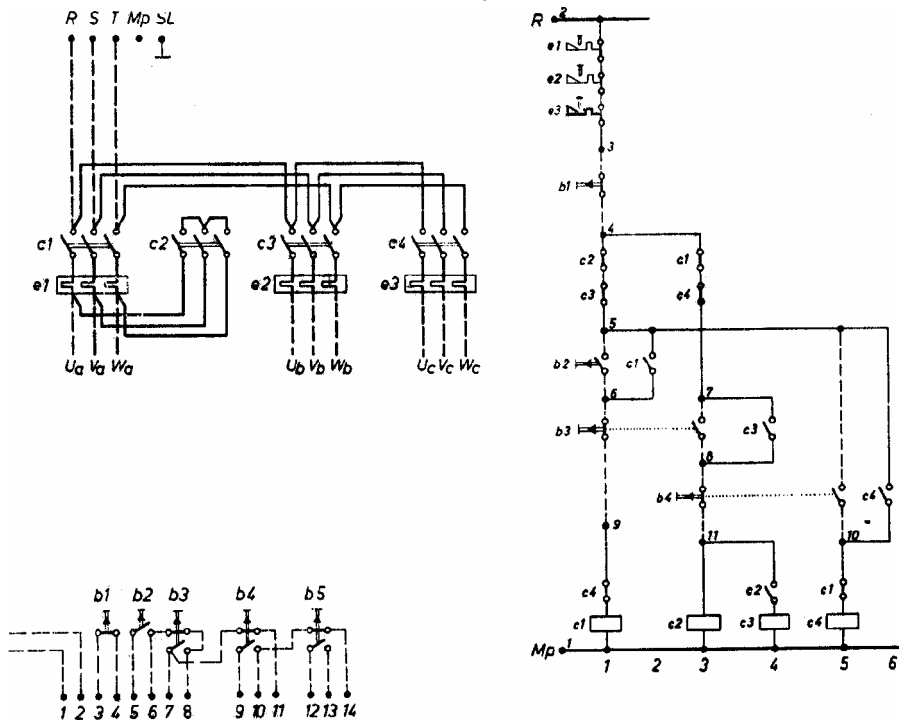 R S T Mp SL
c1 c2 c3 c4
e1 e2 e3
Ua Va Wa Ub Vb Wb Uc Vc Wc
b1 b2 b3 b4 b5
1 2 3 4 5 6 7 8 9 10 11 12 13 14
R 2
e1
e2
e3
3
b1
4
c2 c1
c3 c4
5
b2 c1
6 7
b3 c3
8
b4 c4
9 11 10
c4 c2 c1
c1 c2 c3 c4
Mp 1
1 2 3 4 5 6